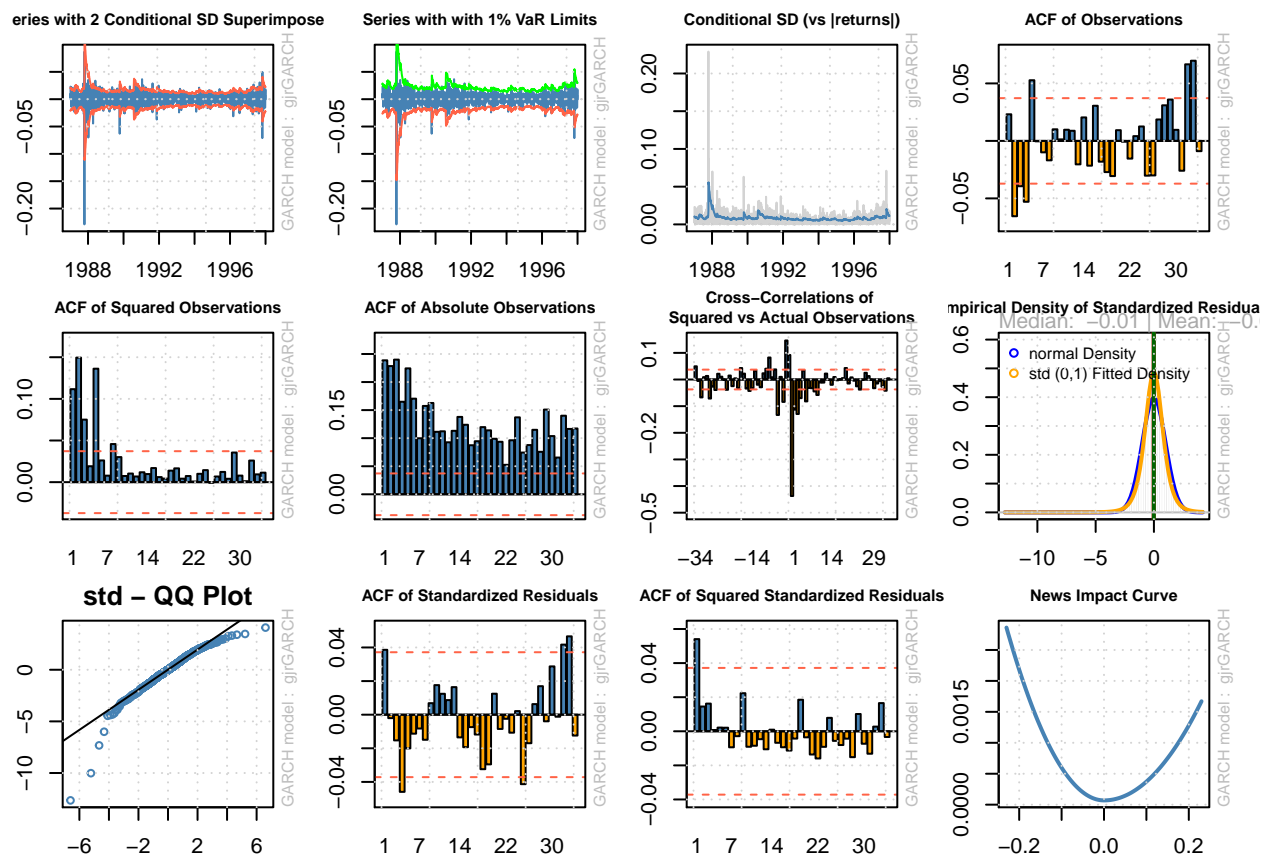 eries with 2 Conditional SD Superimpose
−0.20
−0.05
1988
1992
1996
GARCH model : gjrGARCH
Series with with 1% VaR Limits
−0.20
−0.05
1988
1992
1996
GARCH model : gjrGARCH
Conditional SD (vs |returns|)
0.00
0.10
0.20
1988
1992
1996
GARCH model : gjrGARCH
ACF of Observations
−0.05
0.05
1
7
14
22
30
GARCH model : gjrGARCH
ACF of Squared Observations
0.00
0.10
1
7
14
22
30
GARCH model : gjrGARCH
ACF of Absolute Observations
0.00
0.15
1
7
14
22
30
GARCH model : gjrGARCH
Cross−Correlations of
Squared vs Actual Observations
−0.5
−0.2
0.1
−34
−14
1
14
29
GARCH model : gjrGARCH
mpirical Density of Standardized Residua
Median: −0.01 | Mean: −0.
normal Density
std (0,1) Fitted Density
0.0
0.2
0.4
0.6
−10
−5
0
GARCH model : gjrGARCH
std − QQ Plot
−10
−5
0
−6
−2
2
6
GARCH model : gjrGARCH
ACF of Standardized Residuals
−0.04
0.00
0.04
1
7
14
22
30
GARCH model : gjrGARCH
ACF of Squared Standardized Residuals
−0.04
0.00
0.04
1
7
14
22
30
GARCH model : gjrGARCH
News Impact Curve
0.0000
0.0015
−0.2
0.0
0.2
GARCH model : gjrGARCH